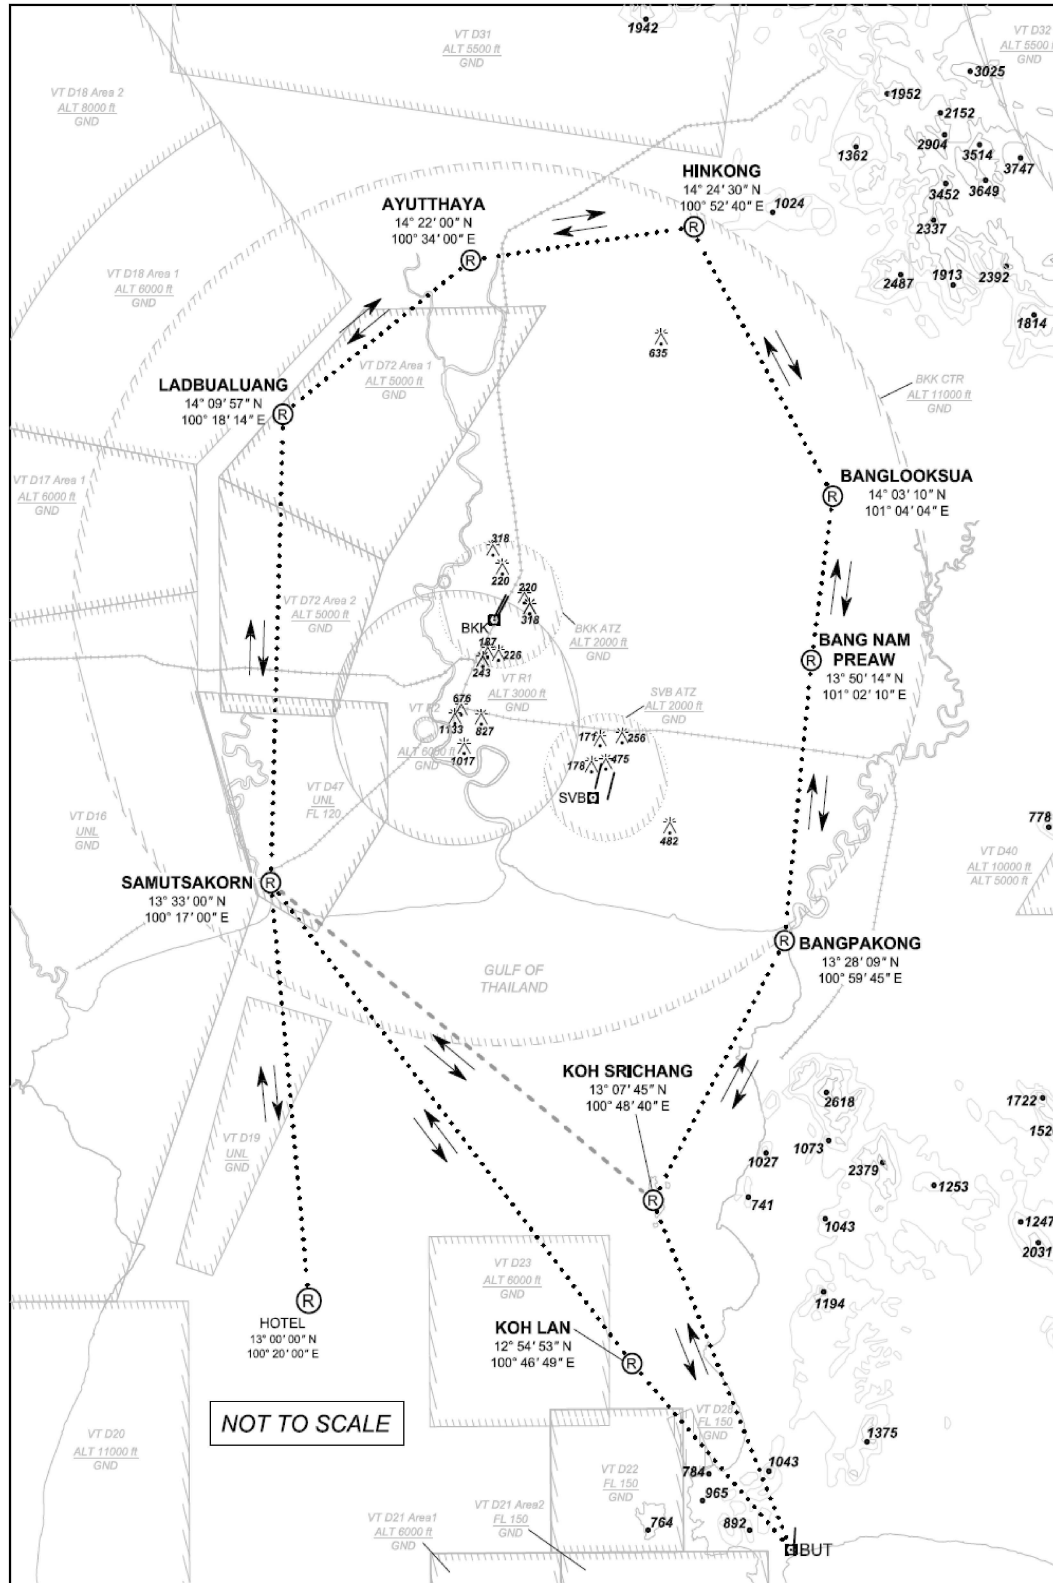 1942
VT D31
ALT 5500 ft
GND
VT D32
ALT 5500 ft
GND
3025
VT D18 Area 2
ALT 8000 ft
GND
1952
2152
2904
3514
1362
3747
HINKONG
14° 24′ 30″ N
100° 52′ 40″ E
3452
3649
AYUTTHAYA
14° 22′ 00″ N
100° 34′ 00″ E
1024
2337
VT D18 Area 1
ALT 6000 ft
GND
2487
1913
2392
1814
635
VT D72 Area 1
ALT 5000 ft
GND
LADBUALUANG
14° 09′ 57″ N
100° 18′ 14″ E
BKK CTR
ALT 11000 ft
GND
VT D17 Area 1
ALT 6000 ft
GND
BANGLOOKSUA
14° 03′ 10″ N
101° 04′ 04″ E
318
220
220
318
VT D72 Area 2
ALT 5000 ft
GND
BKK
BKK ATZ
ALT 2000 ft
GND
187
226
243
BANG NAM
PREAW
13° 50′ 14″ N
101° 02′ 10″ E
VT R1
ALT 3000 ft
GND
SVB ATZ
ALT 2000 ft
GND
676
VT R2
1133
827
ALT 6000 ft
GND
1017
171
256
178
475
SVB
482
VT D47
UNL
FL 120
VT D16
UNL
GND
778
VT D40
ALT 10000 ft
ALT 5000 ft
SAMUTSAKORN
13° 33′ 00″ N
100° 17′ 00″ E
BANGPAKONG
13° 28′ 09″ N
100° 59′ 45″ E
GULF OF
THAILAND
KOH SRICHANG
13° 07′ 45″ N
100° 48′ 40″ E
2618
1722
1073
VT D19
UNL
GND
1027
2379
741
1253
1043
1247
2031
VT D23
ALT 6000 ft
GND
1194
HOTEL
13° 00′ 00″ N
100° 20′ 00″ E
KOH LAN
12° 54′ 53″ N
100° 46′ 49″ E
NOT TO SCALE
VT D20
ALT 11000 ft
GND
FL 150
GND
1375
VT D22
FL 150
GND
784
1043
965
VT D21 Area1
ALT 6000 ft
GND
VT D21 Area2
FL 150
GND
764
892
BUT